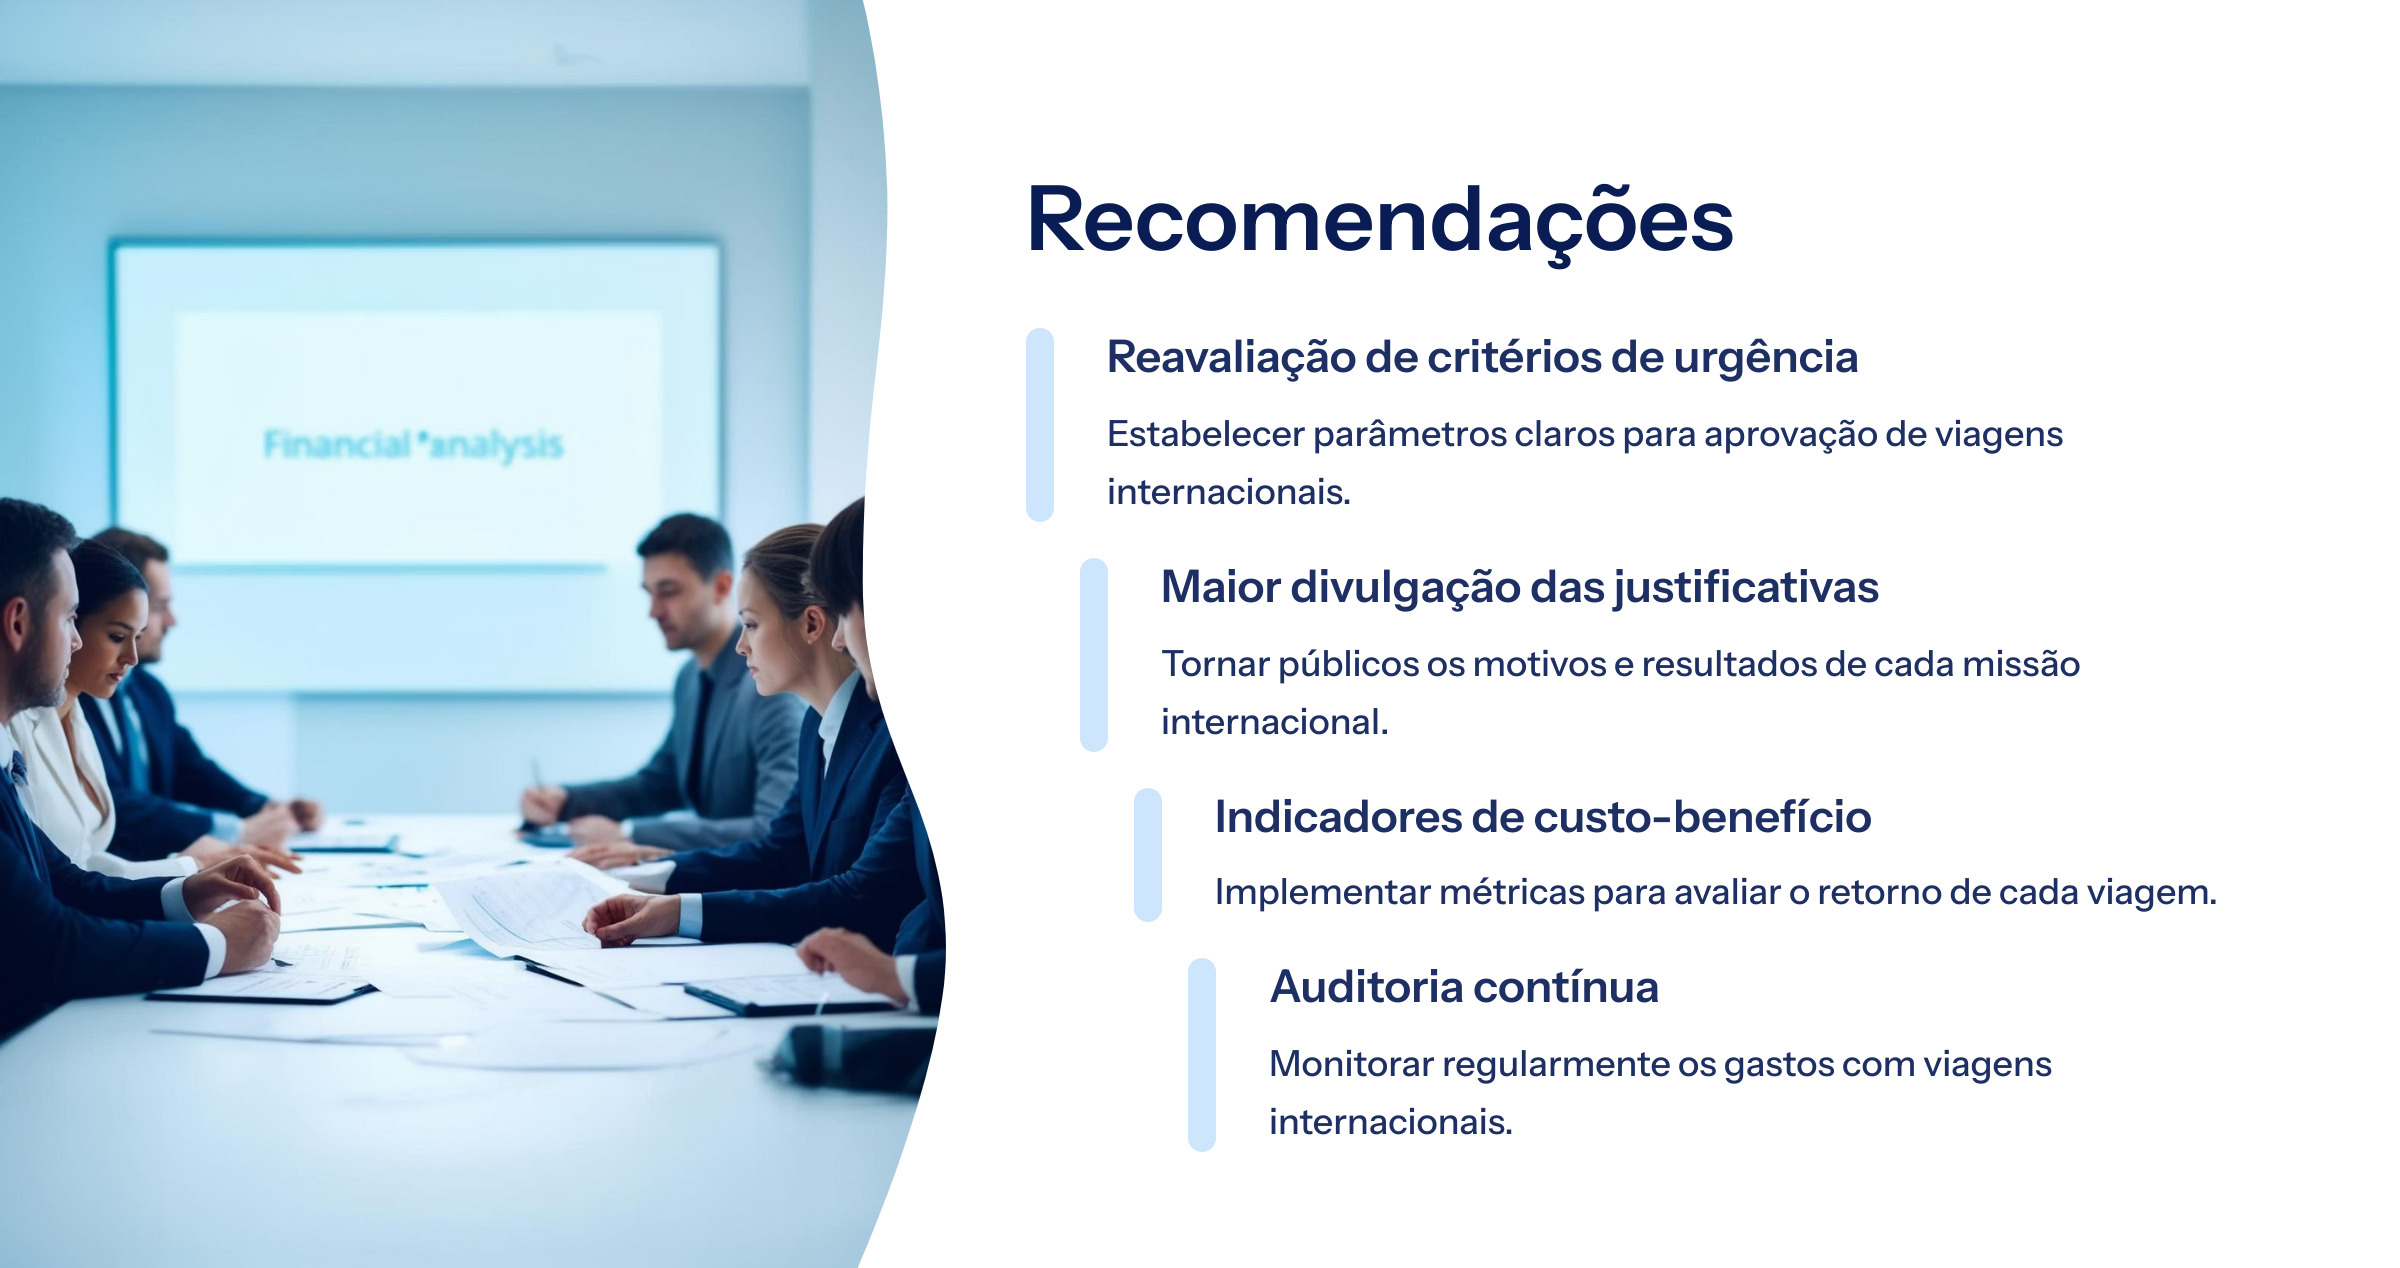 Financial analysis
Recomendações
Reavaliação de critérios de urgência
Estabelecer parâmetros claros para aprovação de viagens
internacionais.
Maior divulgação das justificativas
Tornar públicos os motivos e resultados de cada missão
internacional.
Indicadores de custo-benefício
Implementar métricas para avaliar o retorno de cada viagem.
Auditoria contínua
Monitorar regularmente os gastos com viagens
internacionais.